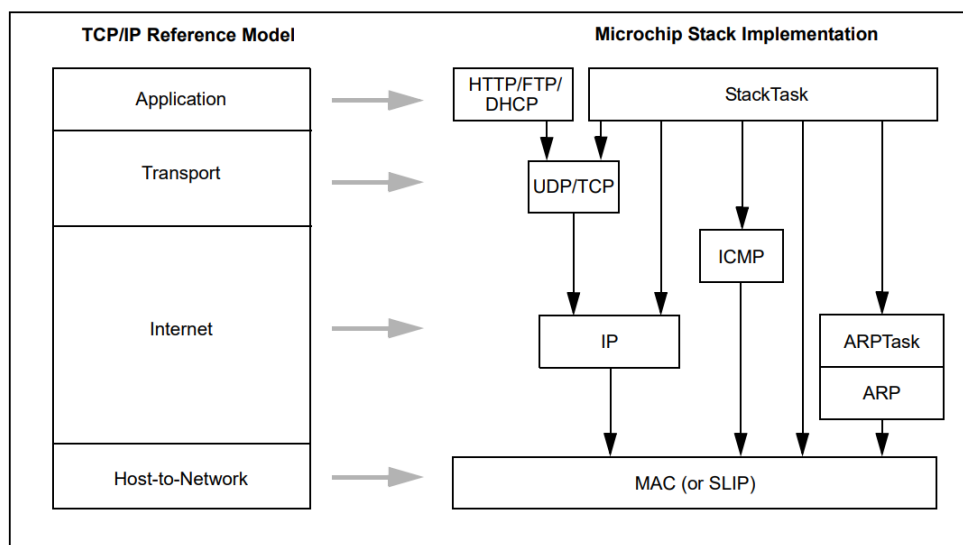 TCP/IP Reference Model
Microchip Stack Implementation
Application
HTTP/FTP/
DHCP
StackTask
Transport
UDP/TCP
ICMP
Internet
IP
ARPTask
ARP
Host-to-Network
MAC (or SLIP)